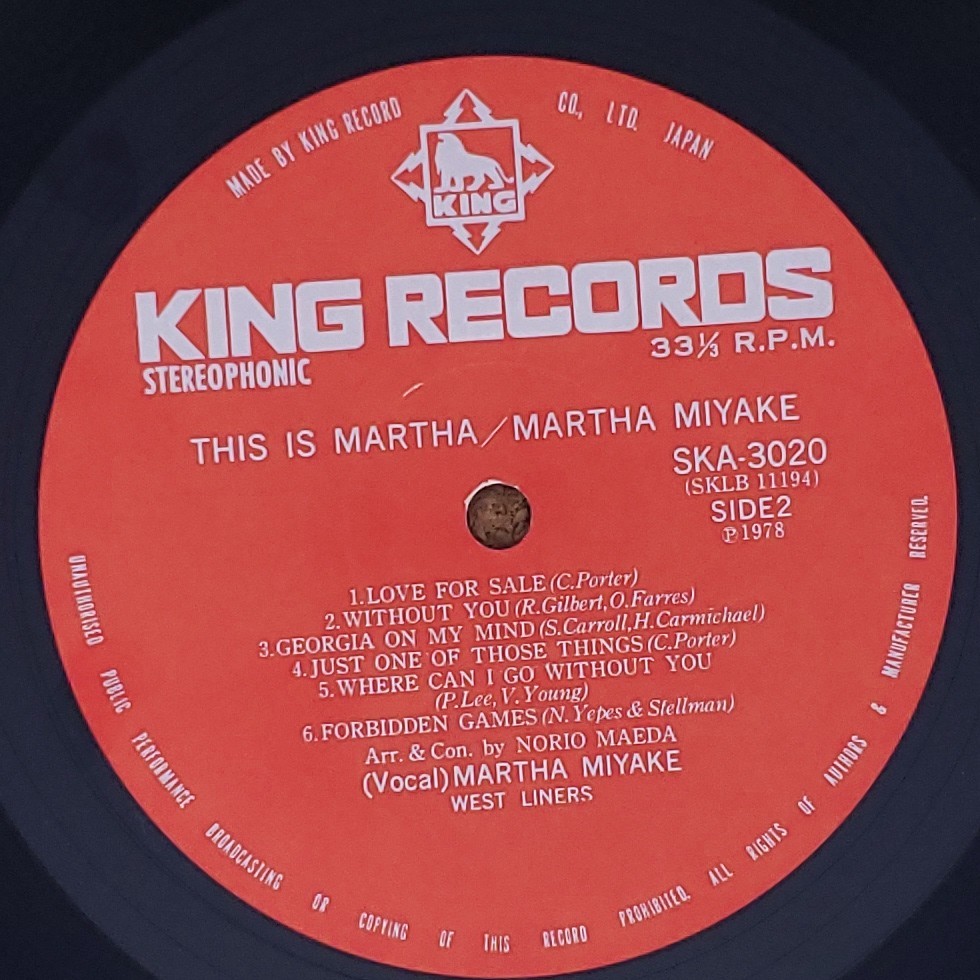 MADE BY KING RECORD CO., LTD. JAPAN
KING
KING RECORDS
STEREOPHONIC
33⅓ R.P.M.
THIS IS MARTHA/MARTHA MIYAKE
SKA-3020
(SKLB 11194)
SIDE2
℗1978
1.LOVE FOR SALE(C.Porter)
2.WITHOUT YOU(R.Gilbert,O.Farres)
3.GEORGIA ON MY MIND(S.Carroll,H.Carmichael)
4.JUST ONE OF THOSE THINGS(C.Porter)
5.WHERE CAN I GO WITHOUT YOU
(P.Lee,V.Young)
6.FORBIDDEN GAMES(N.Yepes & Stellman)
Arr. & Con. by NORIO MAEDA
(Vocal)MARTHA MIYAKE
WEST LINERS
UNAUTHORISED PUBLIC PERFORMANCE BROADCASTING OR COPYING OF THIS RECORD PROHIBITED. ALL RIGHTS OF AUTHORS & MANUFACTURER RESERVED.